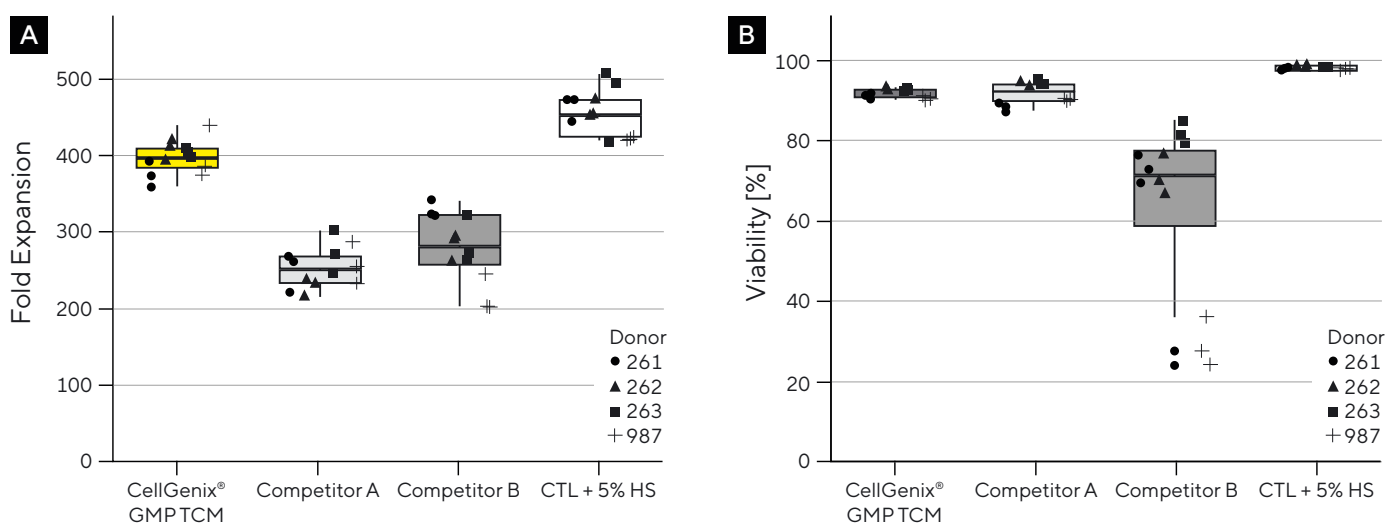 A
Fold Expansion
500
400
300
200
100
0
Donor
261
262
263
987
CellGenix®
GMP TCM
Competitor A
Competitor B
CTL + 5% HS
B
Viability [%]
100
80
60
40
20
0
Donor
261
262
263
987
CellGenix®
GMP TCM
Competitor A
Competitor B
CTL + 5% HS